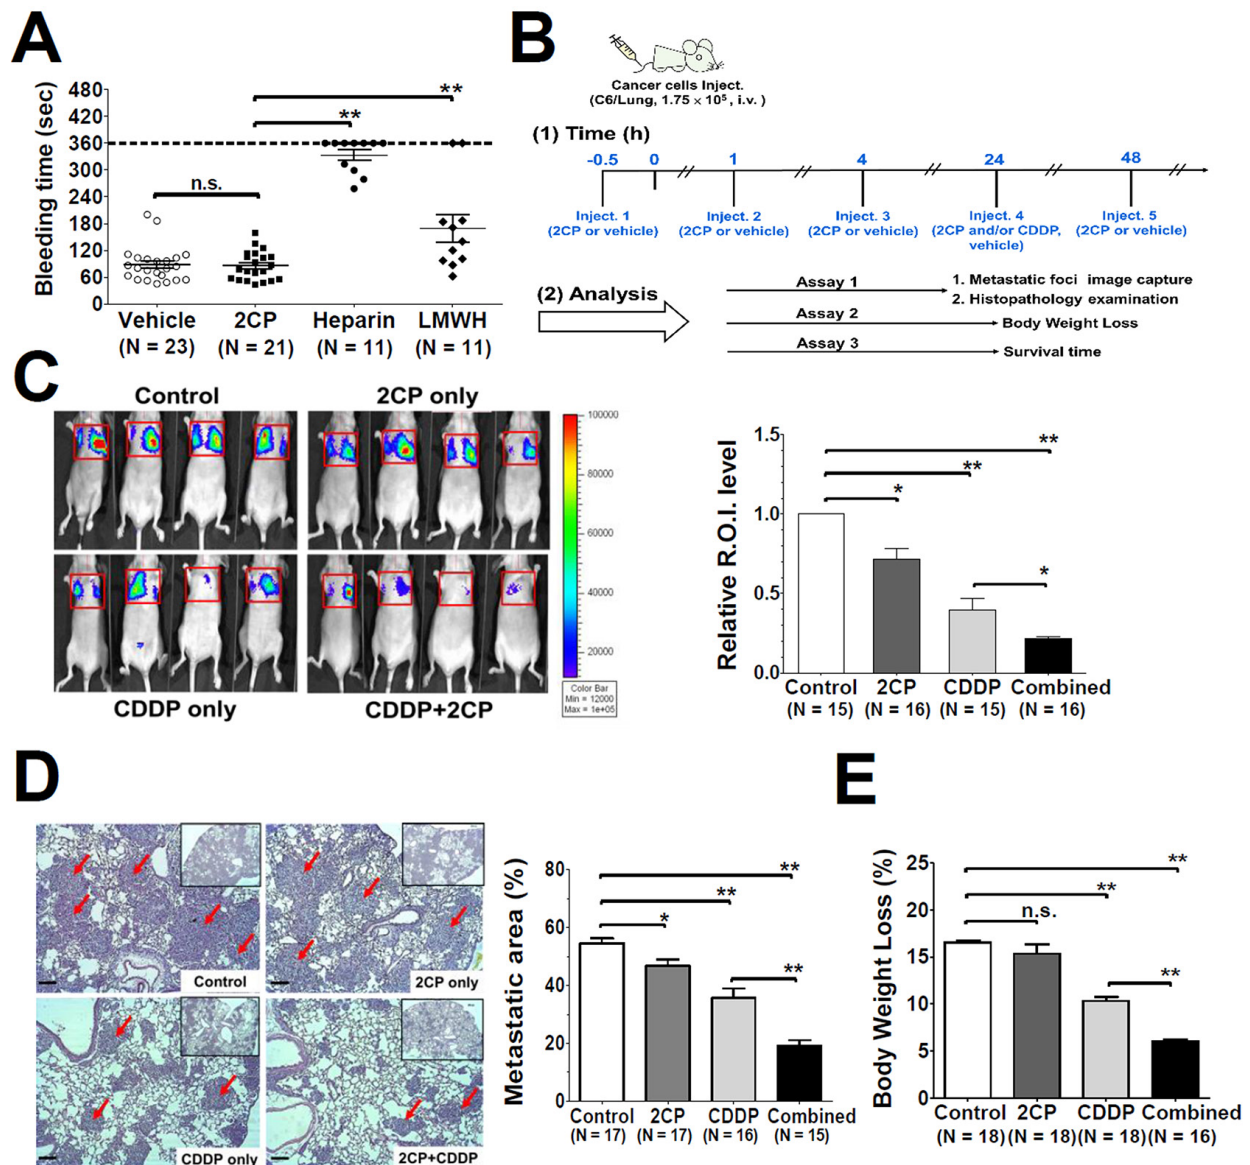 A
Bleeding time (sec)
480
420
360
300
240
180
120
60
0
n.s.
**
**
Vehicle
(N = 23)
2CP
(N = 21)
Heparin
(N = 11)
LMWH
(N = 11)
B
Cancer cells Inject.
(C6/Lung, 1.75 × 10⁵, i.v. )
(1) Time (h)
-0.5
0
1
4
24
48
Inject. 1
(2CP or vehicle)
Inject. 2
(2CP or vehicle)
Inject. 3
(2CP or vehicle)
Inject. 4
(2CP and/or CDDP,
vehicle)
Inject. 5
(2CP or vehicle)
(2) Analysis
Assay 1
1. Metastatic foci image capture
2. Histopathology examination
Assay 2
Body Weight Loss
Assay 3
Survival time
C
Control
2CP only
CDDP only
CDDP+2CP
100000
80000
60000
40000
20000
Color Bar
Min = 12000
Max = 1e+05
Relative R.O.I. level
1.5
1.0
0.5
0.0
**
**
*
*
Control
(N = 15)
2CP
(N = 16)
CDDP
(N = 15)
Combined
(N = 16)
D
Control
2CP only
CDDP only
2CP+CDDP
Metastatic area (%)
80
60
40
20
0
**
**
*
**
Control
(N = 17)
2CP
(N = 17)
CDDP
(N = 16)
Combined
(N = 15)
E
Body Weight Loss (%)
25
20
15
10
5
0
**
**
n.s.
**
Control
(N = 18)
2CP
(N = 18)
CDDP
(N = 18)
Combined
(N = 16)